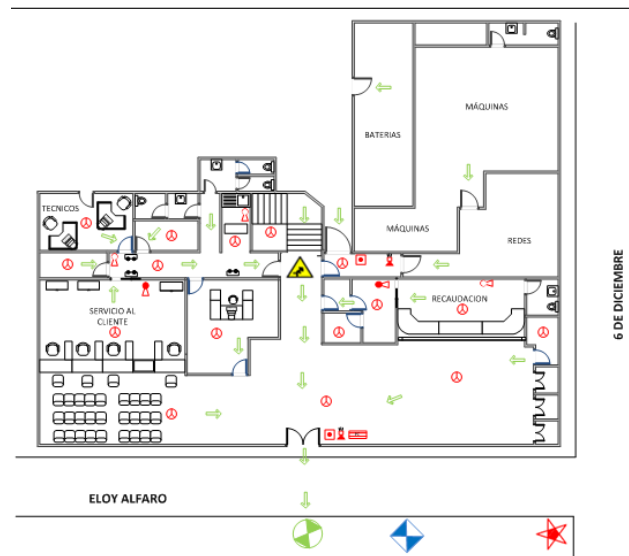 MÁQUINAS
BATERIAS
TECNICOS
MÁQUINAS
REDES
SERVICIO AL
CLIENTE
RECAUDACION
6 DE DICIEMBRE
ELOY ALFARO